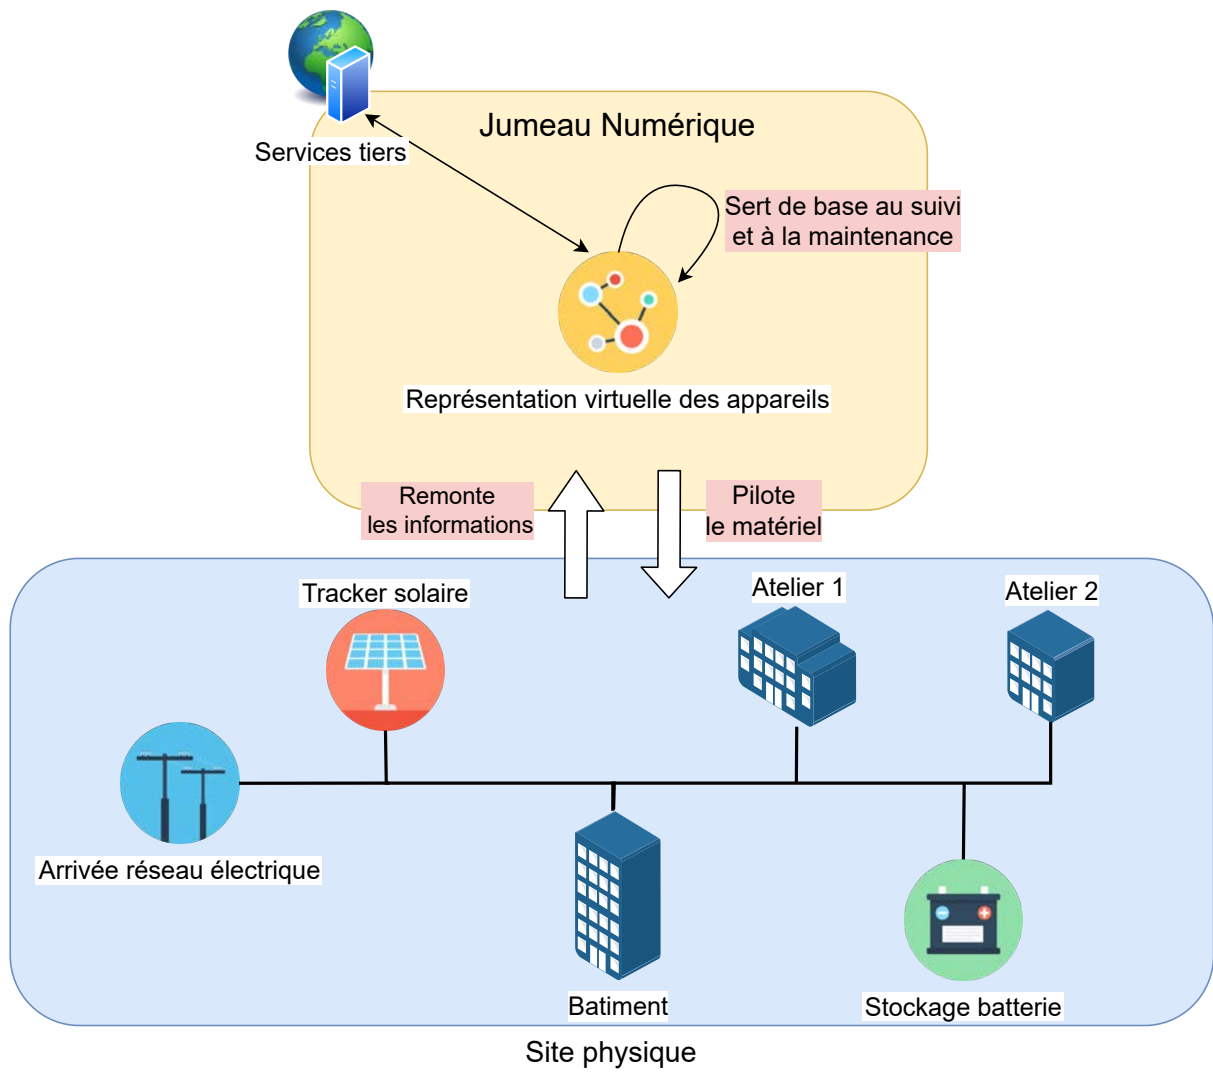 Jumeau Numérique
Services tiers
Sert de base au suivi
et à la maintenance
Représentation virtuelle des appareils
Remonte
les informations
Pilote
le matériel
Tracker solaire
Atelier 1
Atelier 2
Arrivée réseau électrique
Batiment
Stockage batterie
Site physique